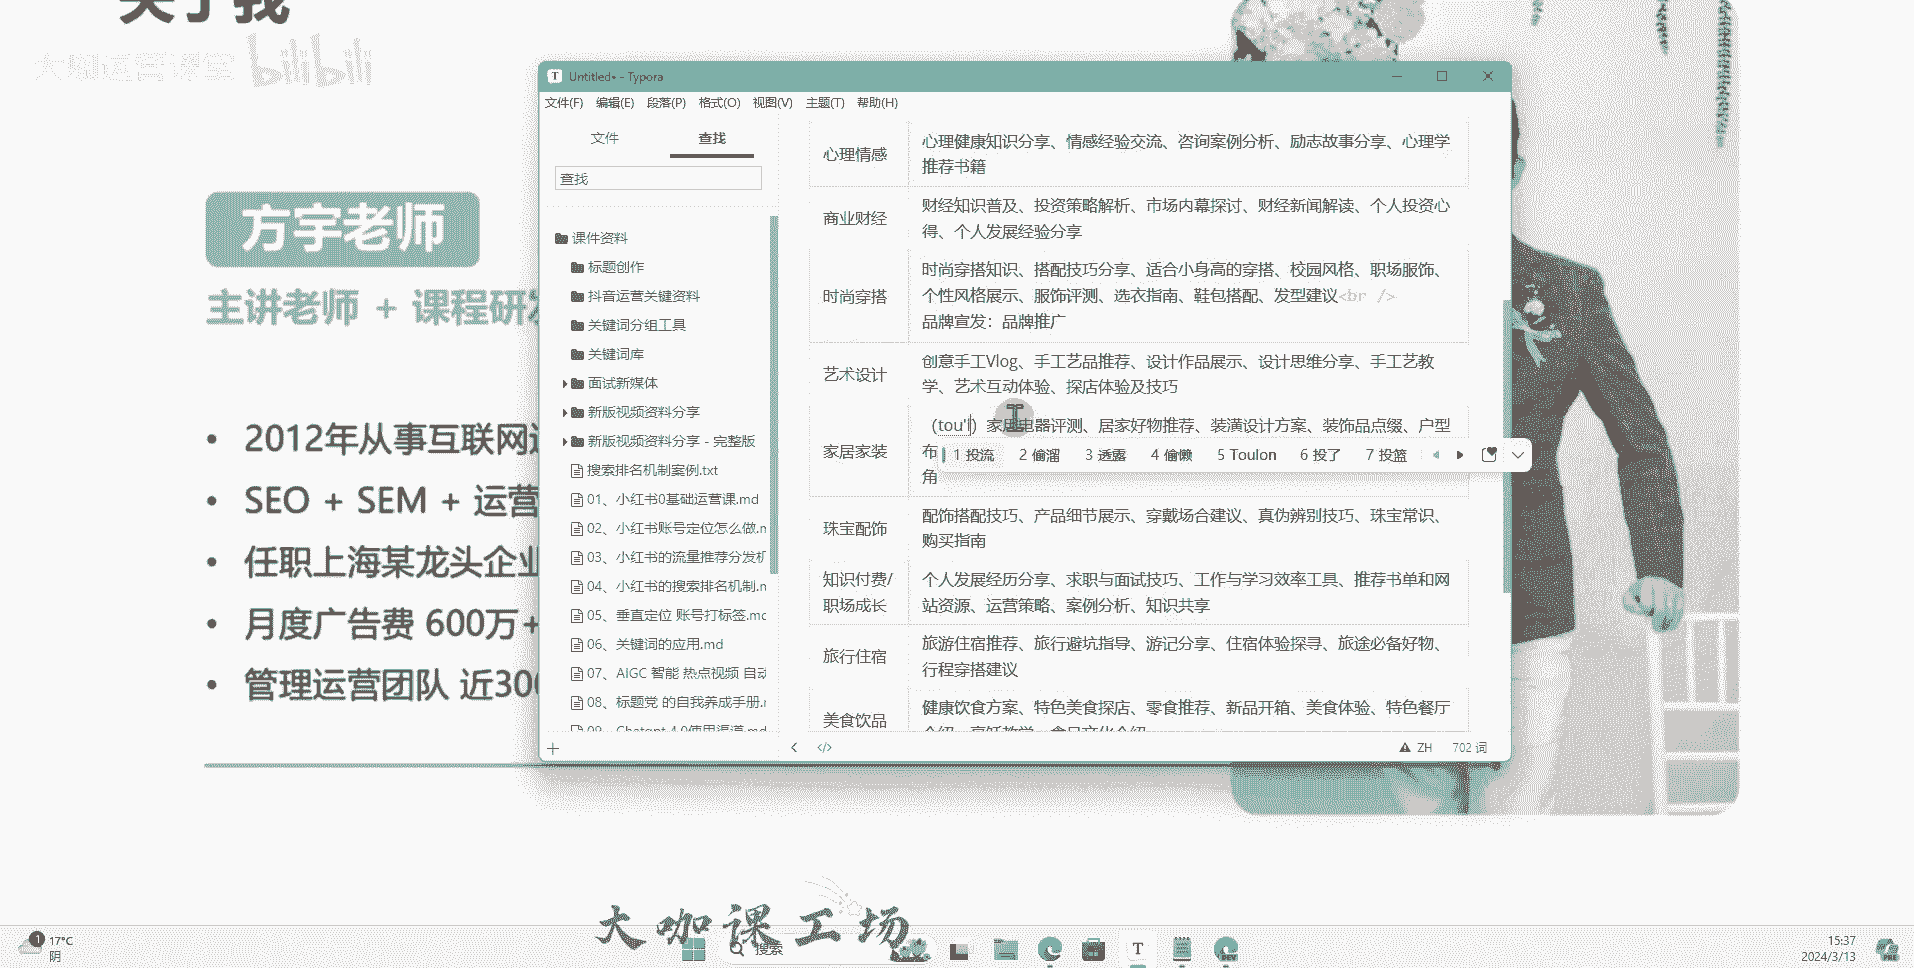 关于我
大咖运营课堂 bilibili
方宇老师
主讲老师 + 课程研发
• 2012年从事互联网
• SEO + SEM + 运营
• 任职上海某龙头企业
• 月度广告费 600万+
• 管理运营团队 近300
T Untitled• - Typora
文件(F) 编辑(E) 段落(P) 格式(O) 视图(V) 主题(T) 帮助(H)
文件 查找
查找
课件资料
标题创作
抖音运营关键资料
关键词分组工具
关键词库
面试新媒体
新版视频资料分享
新版视频资料分享 - 完整版
搜索排名机制案例.txt
01、小红书0基础运营课.md
02、小红书账号定位怎么做.m
03、小红书的流量推荐分发机
04、小红书的搜索排名机制.m
05、垂直定位 账号打标签.md
06、关键词的应用.md
07、AIGC 智能 热点视频 自动
08、标题党 的自我养成手册.m
09、Chatgpt 4.0使用渠道.md
心理情感
心理健康知识分享、情感经验交流、咨询案例分析、励志故事分享、心理学
推荐书籍
商业财经
财经知识普及、投资策略解析、市场内幕探讨、财经新闻解读、个人投资心
得、个人发展经验分享
时尚穿搭
时尚穿搭知识、搭配技巧分享、适合小身高的穿搭、校园风格、职场服饰、
个性风格展示、服饰评测、选衣指南、鞋包搭配、发型建议<br />
品牌宣发：品牌推广
艺术设计
创意手工Vlog、手工艺品推荐、设计作品展示、设计思维分享、手工艺教
学、艺术互动体验、探店体验及技巧
家居家装
（tou'l）家居电器评测、居家好物推荐、装潢设计方案、装饰品点缀、户型
布
角
1 投流 2 偷溜 3 透露 4 偷懒 5 Toulon 6 投了 7 投篮
珠宝配饰
配饰搭配技巧、产品细节展示、穿戴场合建议、真伪辨别技巧、珠宝常识、
购买指南
知识付费/
职场成长
个人发展经历分享、求职与面试技巧、工作与学习效率工具、推荐书单和网
站资源、运营策略、案例分析、知识共享
旅行住宿
旅游住宿推荐、旅行避坑指导、游记分享、住宿体验探寻、旅途必备好物、
行程穿搭建议
美食饮品
健康饮食方案、特色美食探店、零食推荐、新品开箱、美食体验、特色餐厅
介绍、烹饪教学、食品文化介绍
+ < </> ZH 702 词
大咖课工场
1 17°C
阴
搜索
T
DEV
15:37
2024/3/13
PRE